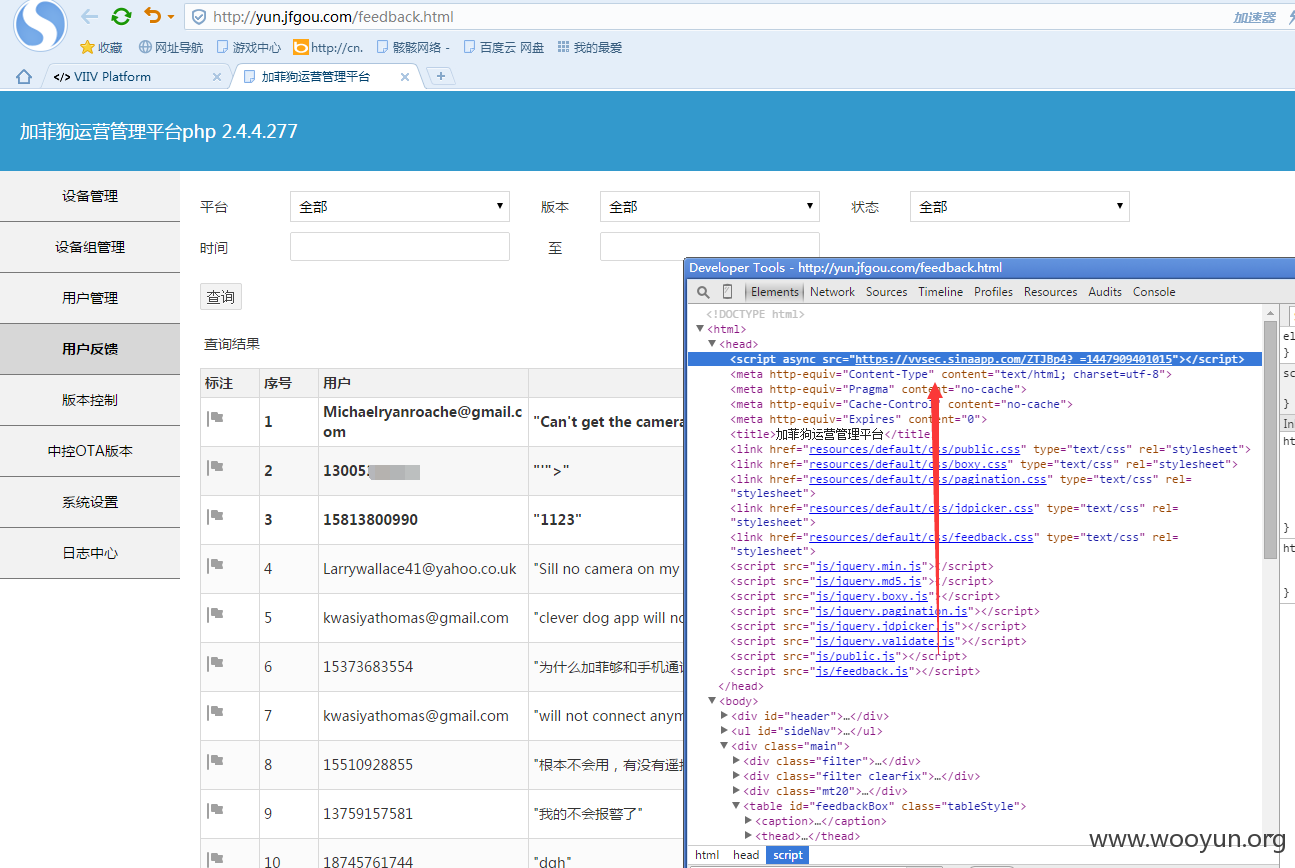 http://yun.jfgou.com/feedback.html
加速器
收藏 网址导航 游戏中心 http://cn. 骸骸网络 - 百度云 网盘 我的最爱
</> VIIV Platform
加菲狗运营管理平台
加菲狗运营管理平台php 2.4.4.277
设备管理
设备组管理
用户管理
用户反馈
版本控制
中控OTA版本
系统设置
日志中心
平台 全部 版本 全部 状态 全部
时间 至
查询
查询结果
标注 序号 用户
1 Michaelryanroache@gmail.com "Can't get the camera
2 13005 "'">"
3 15813800990 "1123"
4 Larrywallace41@yahoo.co.uk "Sill no camera on my
5 kwasiyathomas@gmail.com "clever dog app will
6 15373683554 "为什么加菲够和手机通
7 kwasiyathomas@gmail.com "will not connect
8 15510928855 "根本不会用，有没有遥
9 13759157581 "我的不会报警了"
10 18745761744 "dgh"
Developer Tools - http://yun.jfgou.com/feedback.html
Elements Network Sources Timeline Profiles Resources Audits Console
<!DOCTYPE html>
<html>
<head>
<script async src="https://vvsec.sinaapp.com/ZTJBp4?_=1447909401015"></script>
<meta http-equiv="Content-Type" content="text/html; charset=utf-8">
<meta http-equiv="Pragma" content="no-cache">
<meta http-equiv="Cache-Control" content="no-cache">
<meta http-equiv="Expires" content="0">
<title>加菲狗运营管理平台</title>
<link href="resources/default/css/public.css" type="text/css" rel="stylesheet">
<link href="resources/default/css/boxy.css" type="text/css" rel="stylesheet">
<link href="resources/default/css/pagination.css" type="text/css" rel=
"stylesheet">
<link href="resources/default/css/jdpicker.css" type="text/css" rel=
"stylesheet">
<link href="resources/default/css/feedback.css" type="text/css" rel=
"stylesheet">
<script src="js/jquery.min.js"></script>
<script src="js/jquery.md5.js"></script>
<script src="js/jquery.boxy.js"></script>
<script src="js/jquery.pagination.js"></script>
<script src="js/jquery.jdpicker.js"></script>
<script src="js/jquery.validate.js"></script>
<script src="js/public.js"></script>
<script src="js/feedback.js"></script>
</head>
<body>
<div id="header">…</div>
<ul id="sideNav">…</ul>
<div class="main">
<div class="filter">…</div>
<div class="filter clearfix">…</div>
<div class="mt20">…</div>
<table id="feedbackBox" class="tableStyle">
<caption>…</caption>
<thead>…</thead>
html head script
www.wooyun.org